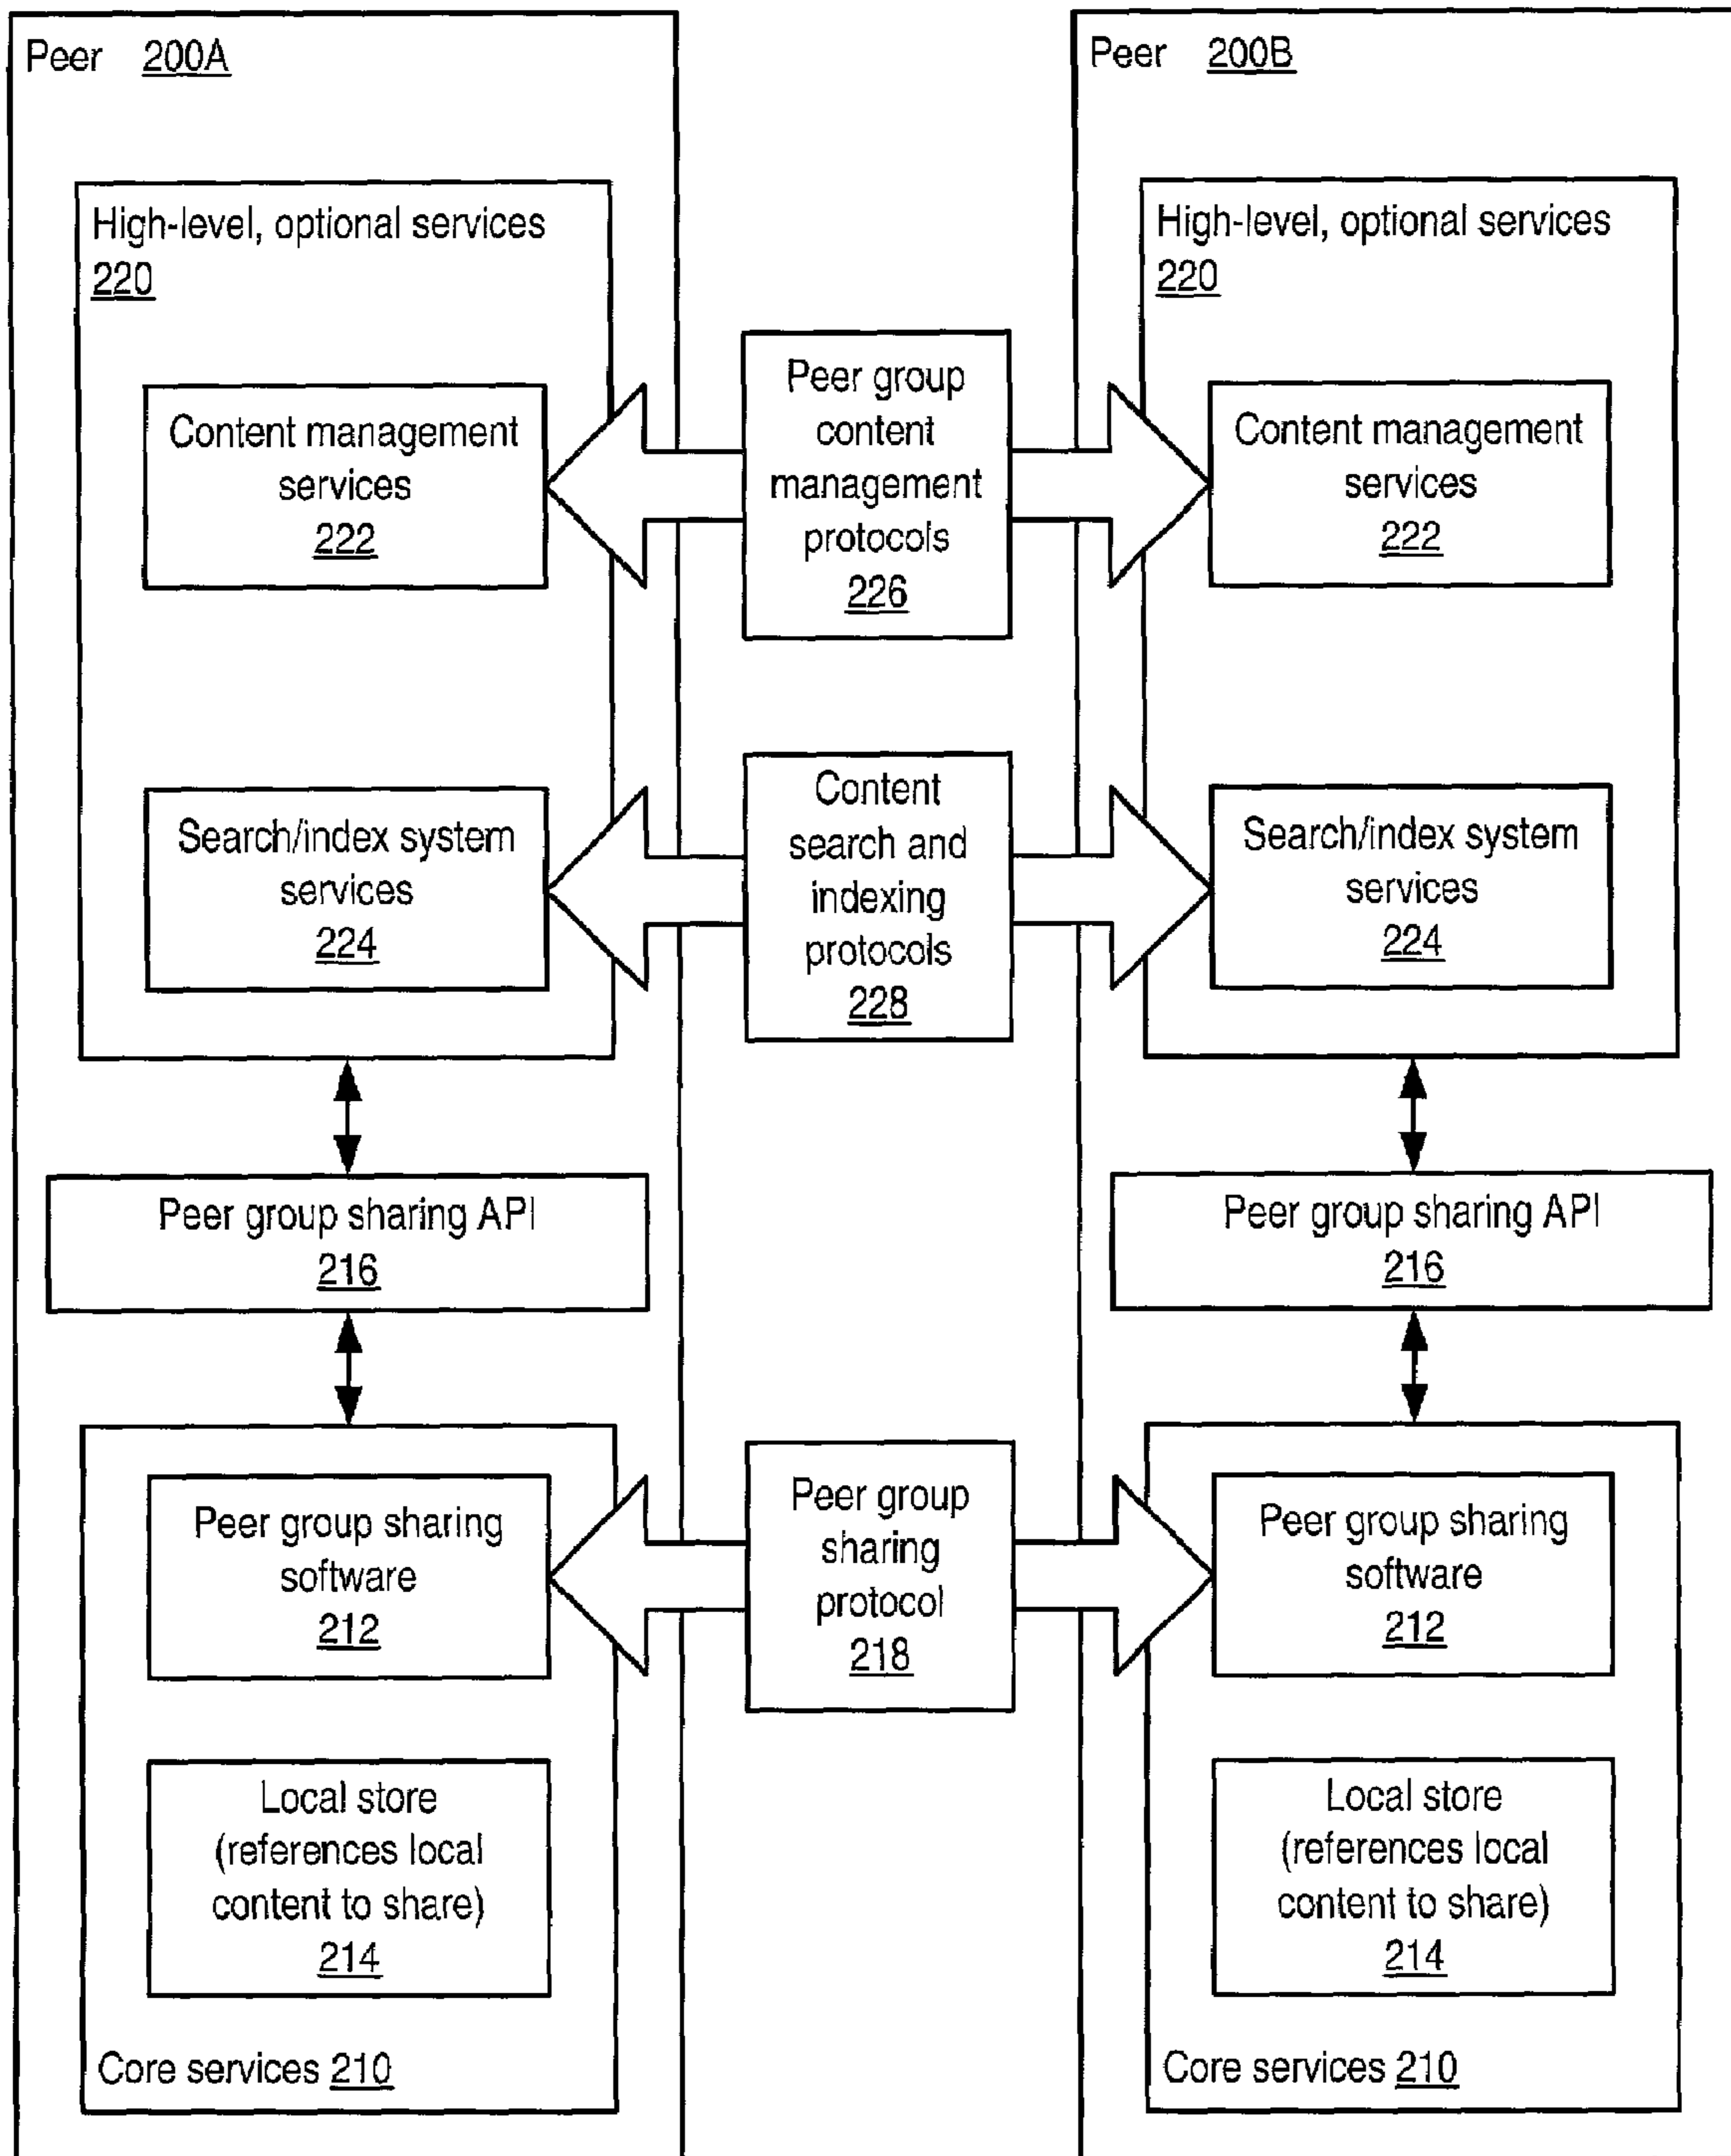 Peer 200A
High-level, optional services
220
Content management
services
222
Search/index system
services
224
Peer group sharing API
216
Peer group sharing
software
212
Local store
(references local
content to share)
214
Core services 210
Peer group
content
management
protocols
226
Content
search and
indexing
protocols
228
Peer group
sharing
protocol
218
Peer 200B
High-level, optional services
220
Content management
services
222
Search/index system
services
224
Peer group sharing API
216
Peer group sharing
software
212
Local store
(references local
content to share)
214
Core services 210